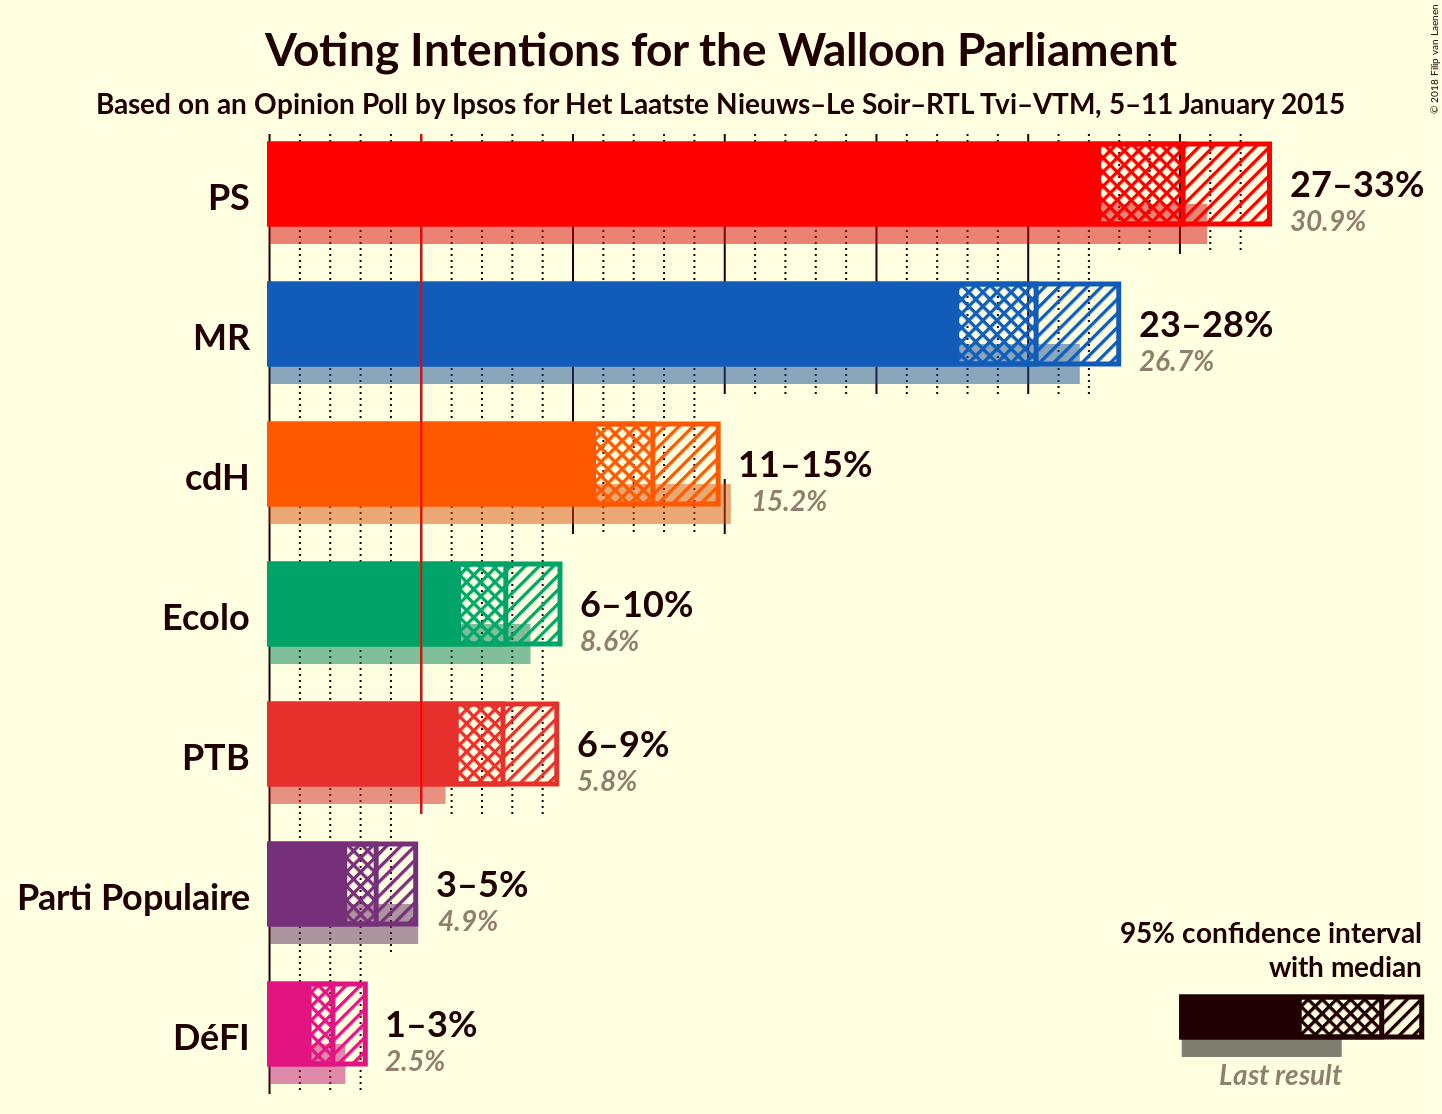 Voting Intentions for the Walloon Parliament
Based on an Opinion Poll by Ipsos for Het Laatste Nieuws–Le Soir–RTL Tvi–VTM, 5–11 January 2015
© 2018 Filip van Laenen
PS
27–33%
30.9%
MR
23–28%
26.7%
cdH
11–15%
15.2%
Ecolo
6–10%
8.6%
PTB
6–9%
5.8%
Parti Populaire
3–5%
4.9%
DéFI
1–3%
2.5%
95% confidence interval
with median
Last result